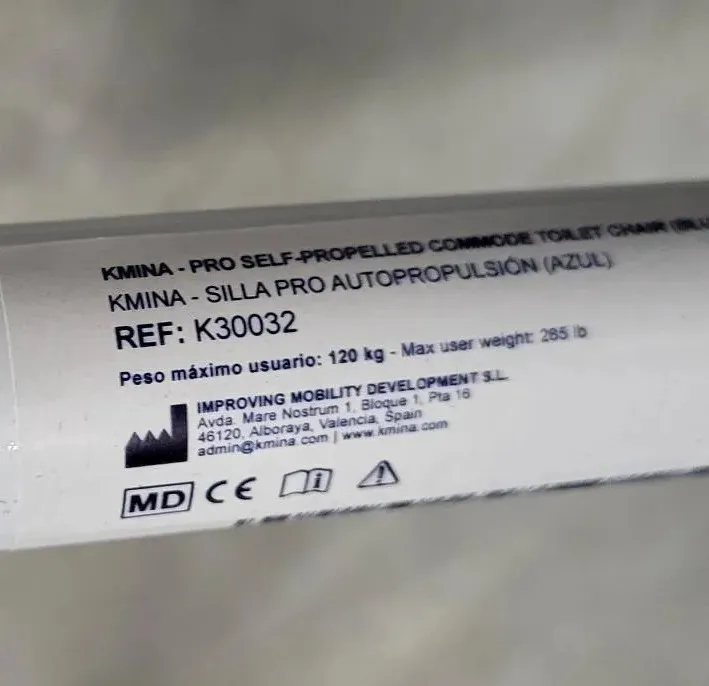 KMINA - PRO SELF-PROPELLED COMMODE TOILET CHAIR (BLU
KMINA - SILLA PRO AUTOPROPULSIÓN (AZUL)
REF: K30032
Peso máximo usuario: 120 kg - Max user weight: 265 lb
IMPROVING MOBILITY DEVELOPMENT S.L.
Avda. Mare Nostrum 1, Bloque 1, Pta 16
46120, Alboraya, Valencia, Spain
admin@kmina.com | www.kmina.com
MD CE i